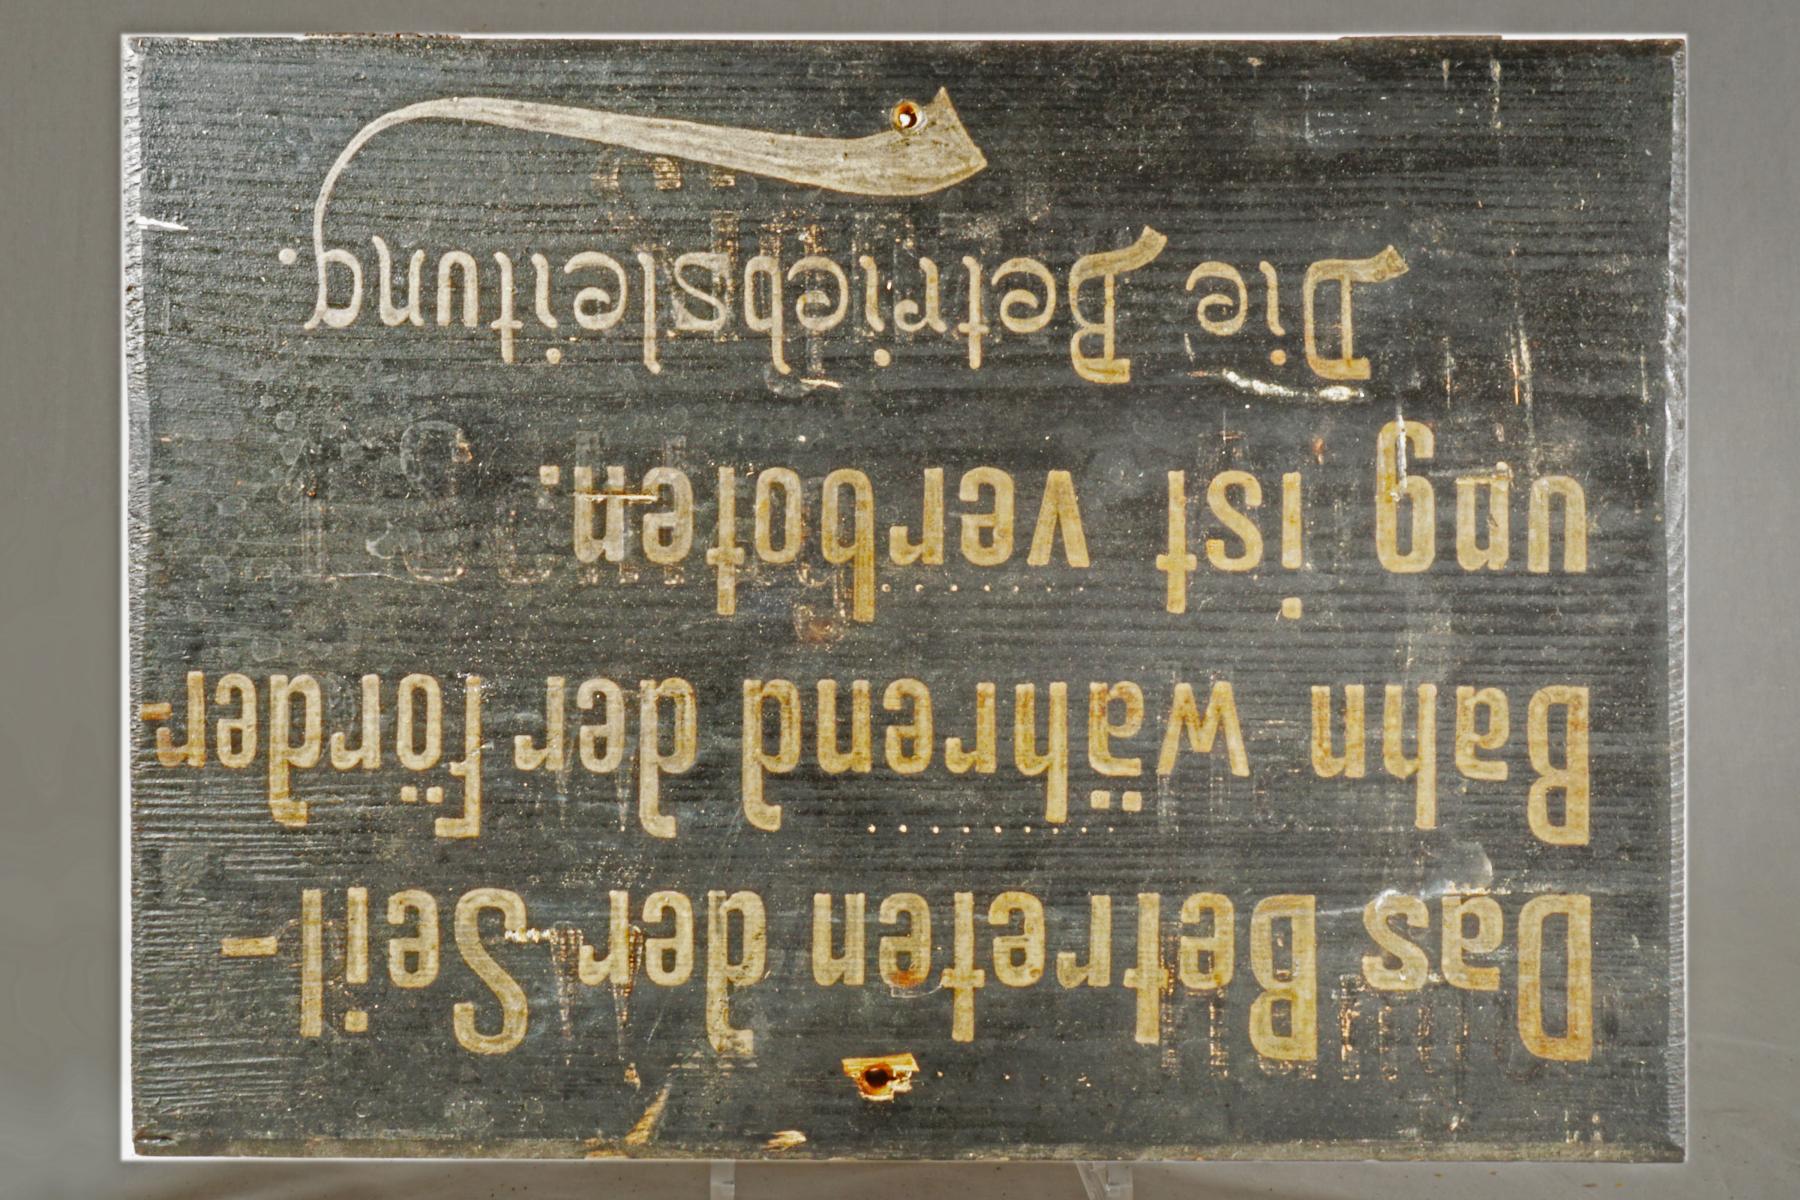 Das Betreten der Seil-
Bahn während der Förder-
ung ist verboten.
Die Betriebsleitung.